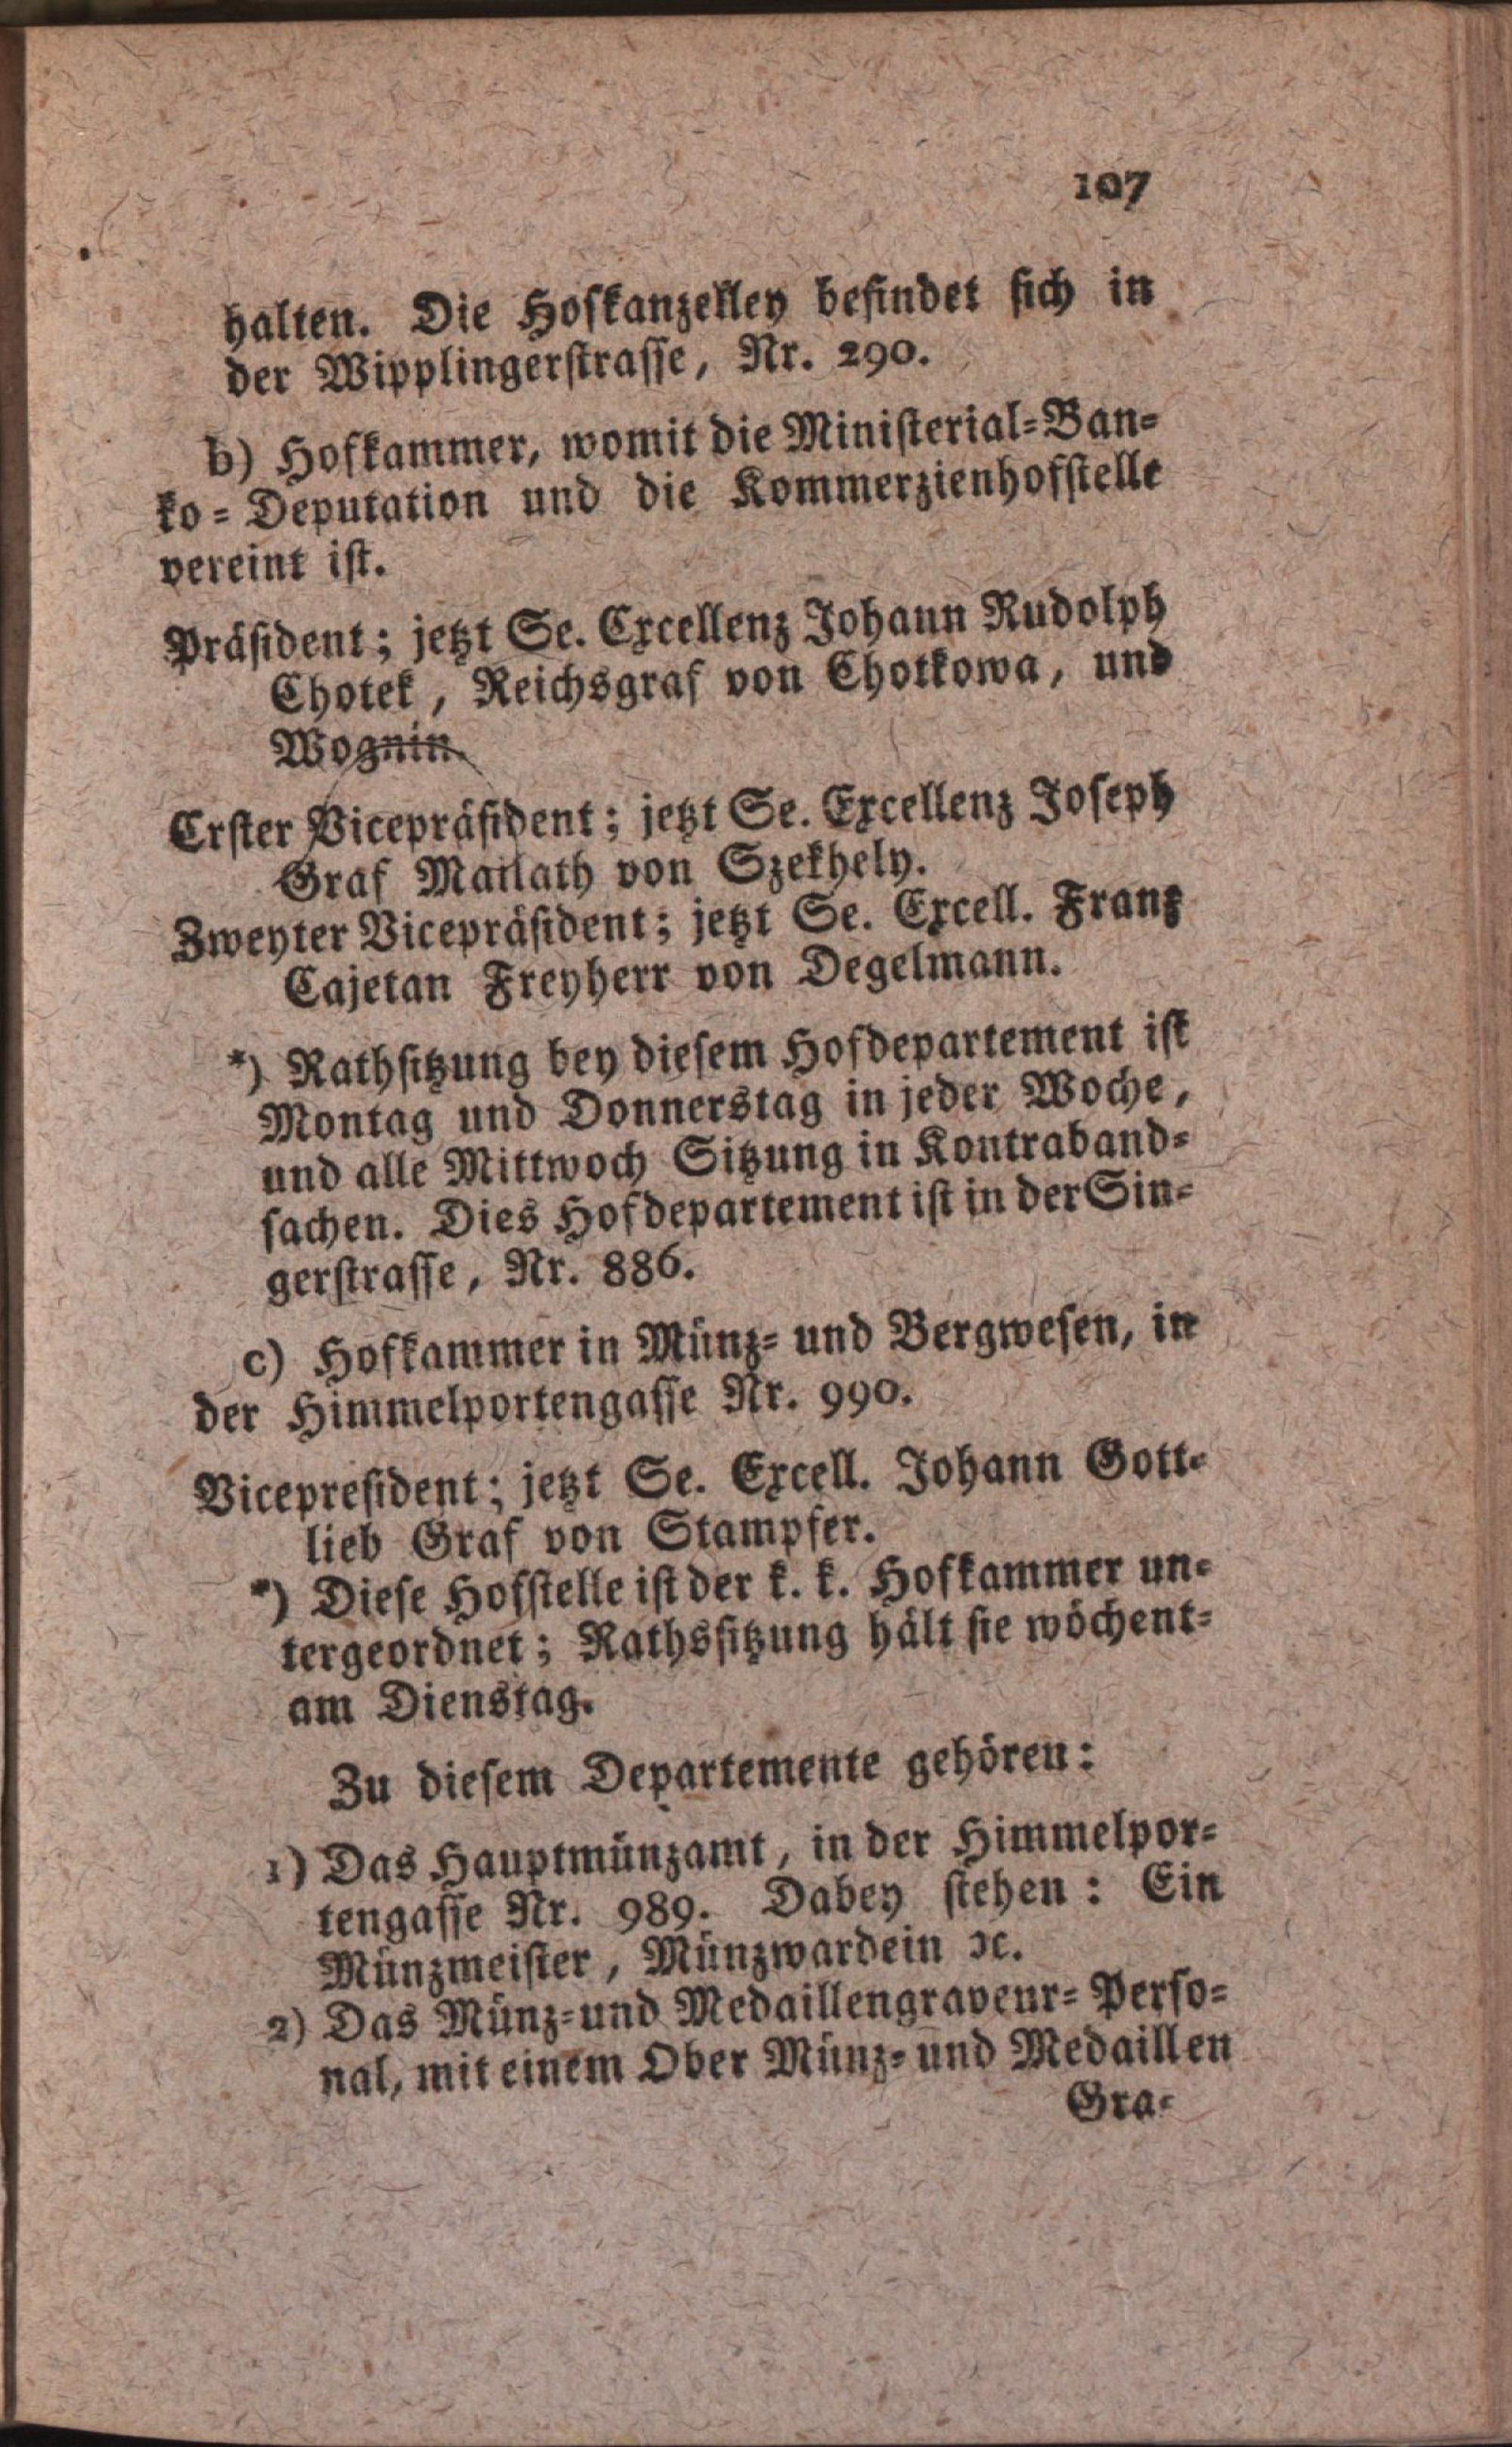 107
halten. Die Hofkanzelley befindet sich in
der Wipplingerstrasse, Nr. 290.
b) Hofkammer, womit die Ministerial-Ban-
ko-Deputation und die Kommerzienhofstelle
vereint ist.
Präsident; jetzt Se. Excellenz Johann Rudolph
Chotek, Reichsgraf von Chotkowa, und
Wognin.
Erster Vicepräsident; jetzt Se. Excellenz Joseph
Graf Mailath von Szekhely.
Zweyter Vicepräsident; jetzt Se. Excell. Franz
Cajetan Freyherr von Degelmann.
*) Rathsitzung bey diesem Hofdepartement ist
Montag und Donnerstag in jeder Woche,
und alle Mittwoch Sitzung in Kontraband-
sachen. Dies Hofdepartement ist in der Sin-
gerstrasse, Nr. 886.
c) Hofkammer in Münz- und Bergwesen, in
der Himmelportengasse Nr. 990.
Vicepresident; jetzt Se. Excell. Johann Gott-
lieb Graf von Stampfer.
*) Diese Hofstelle ist der k. k. Hofkammer un-
tergeordnet; Rathssitzung hält sie wöchent-
am Dienstag.
Zu diesem Departemente gehören:
1) Das Hauptmünzamt, in der Himmelpor-
tengasse Nr. 989. Dabey stehen: Ein
Münzmeister, Münzwardein ꝛc.
2) Das Münz-und Medaillengraveur-Perso-
nal, mit einem Ober Münz-und Medaillen
Gra-